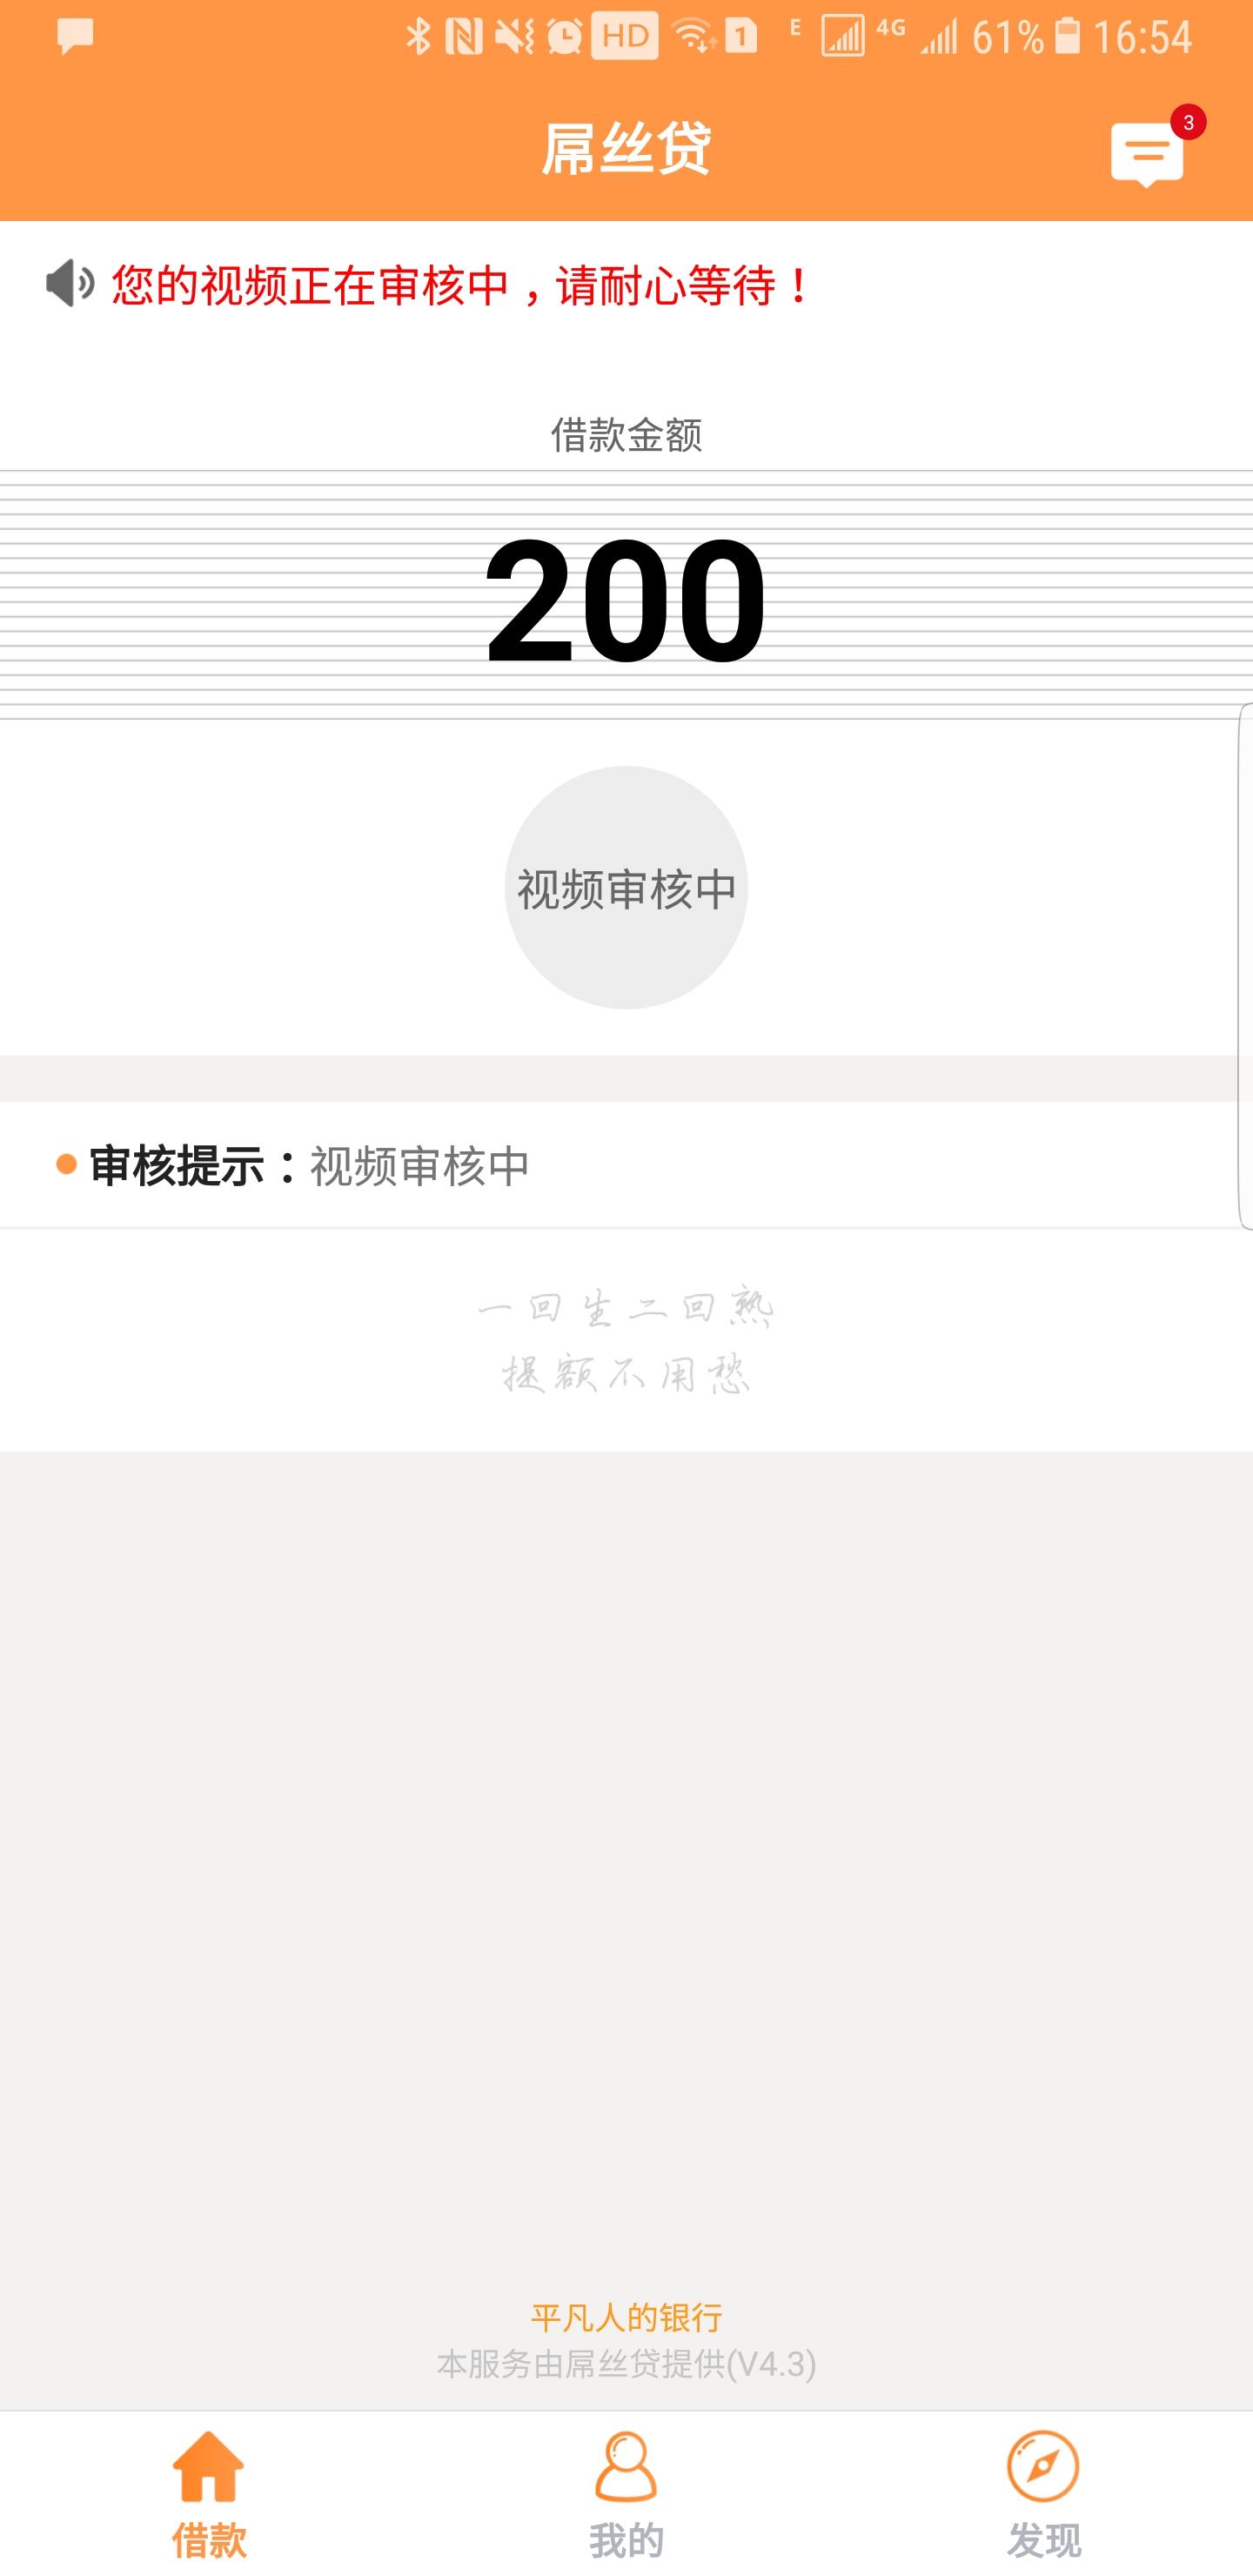 HD 1 E 4G 61% 16:54
屌丝贷
3
您的视频正在审核中，请耐心等待！
借款金额
200
视频审核中
审核提示：视频审核中
一回生二回熟
提额不用愁
平凡人的银行
本服务由屌丝贷提供(V4.3)
借款 我的 发现